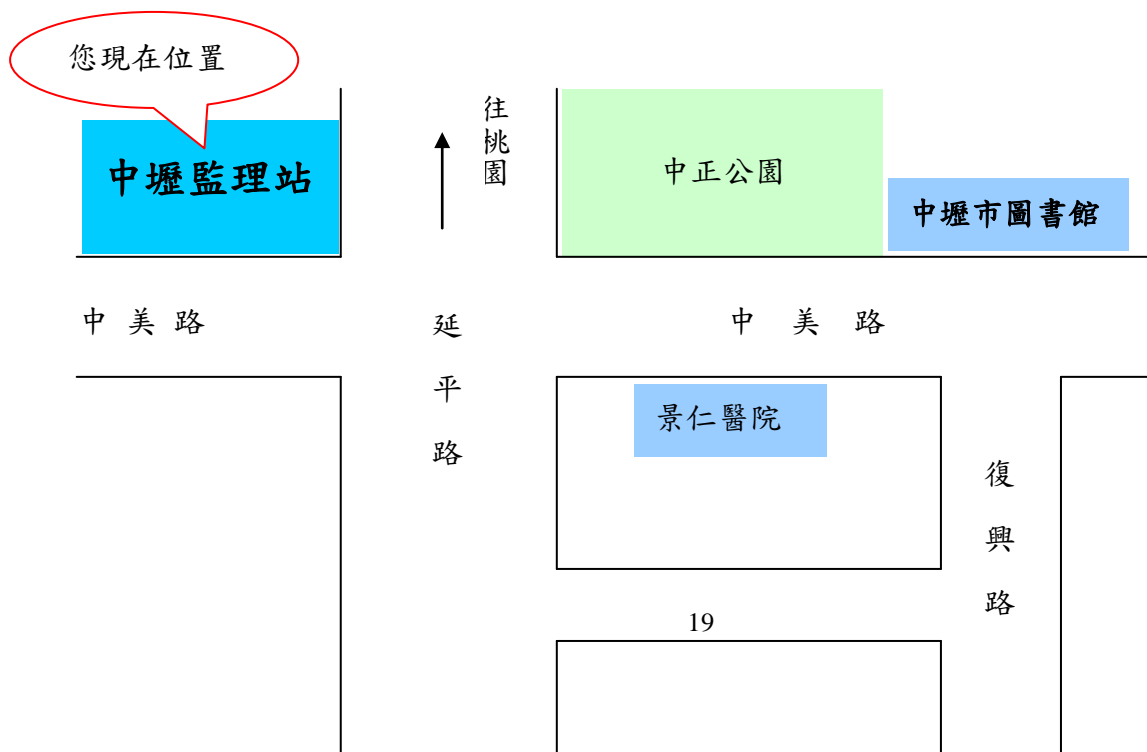 您現在位置
往桃園
中壢監理站
中正公園
中壢市圖書館
中美路
延平路
中美路
景仁醫院
復興路
19